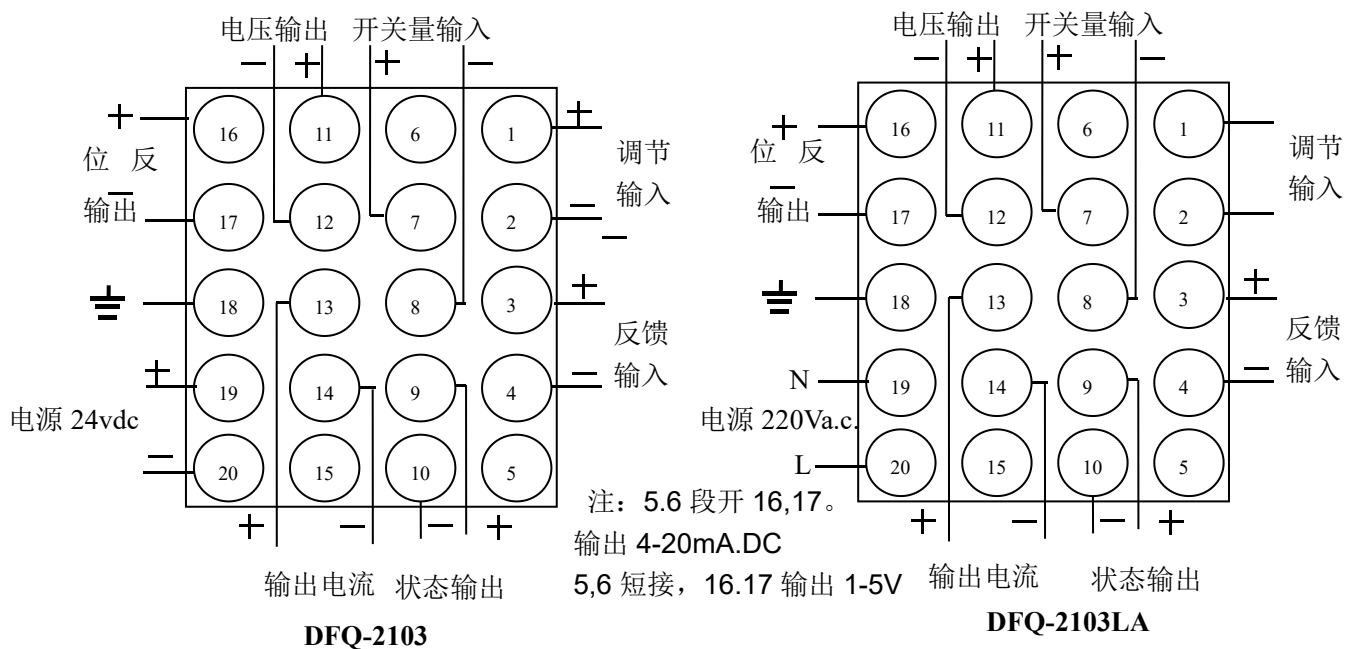 电压输出 开关量输入
－ ＋ ＋ －
＋ 16 11 6 1 ＋
位 反 调节
输出 － 17 12 7 2 － 输入
－
18 13 8 3 ＋
反馈
＋ 19 14 9 4 － 输入
电源 24vdc
－ 20 15 10 5
＋ － － ＋
输出电流 状态输出
DFQ-2103
注：5.6 段开 16,17。
输出 4-20mA.DC
5,6 短接，16.17 输出 1-5V
电压输出 开关量输入
－ ＋ ＋ －
＋ 16 11 6 1
位 反 调节
输出 － 17 12 7 2 输入
18 13 8 3 ＋
反馈
N 19 14 9 4 － 输入
电源 220Va.c.
L 20 15 10 5
＋ － － ＋
输出电流 状态输出
DFQ-2103LA